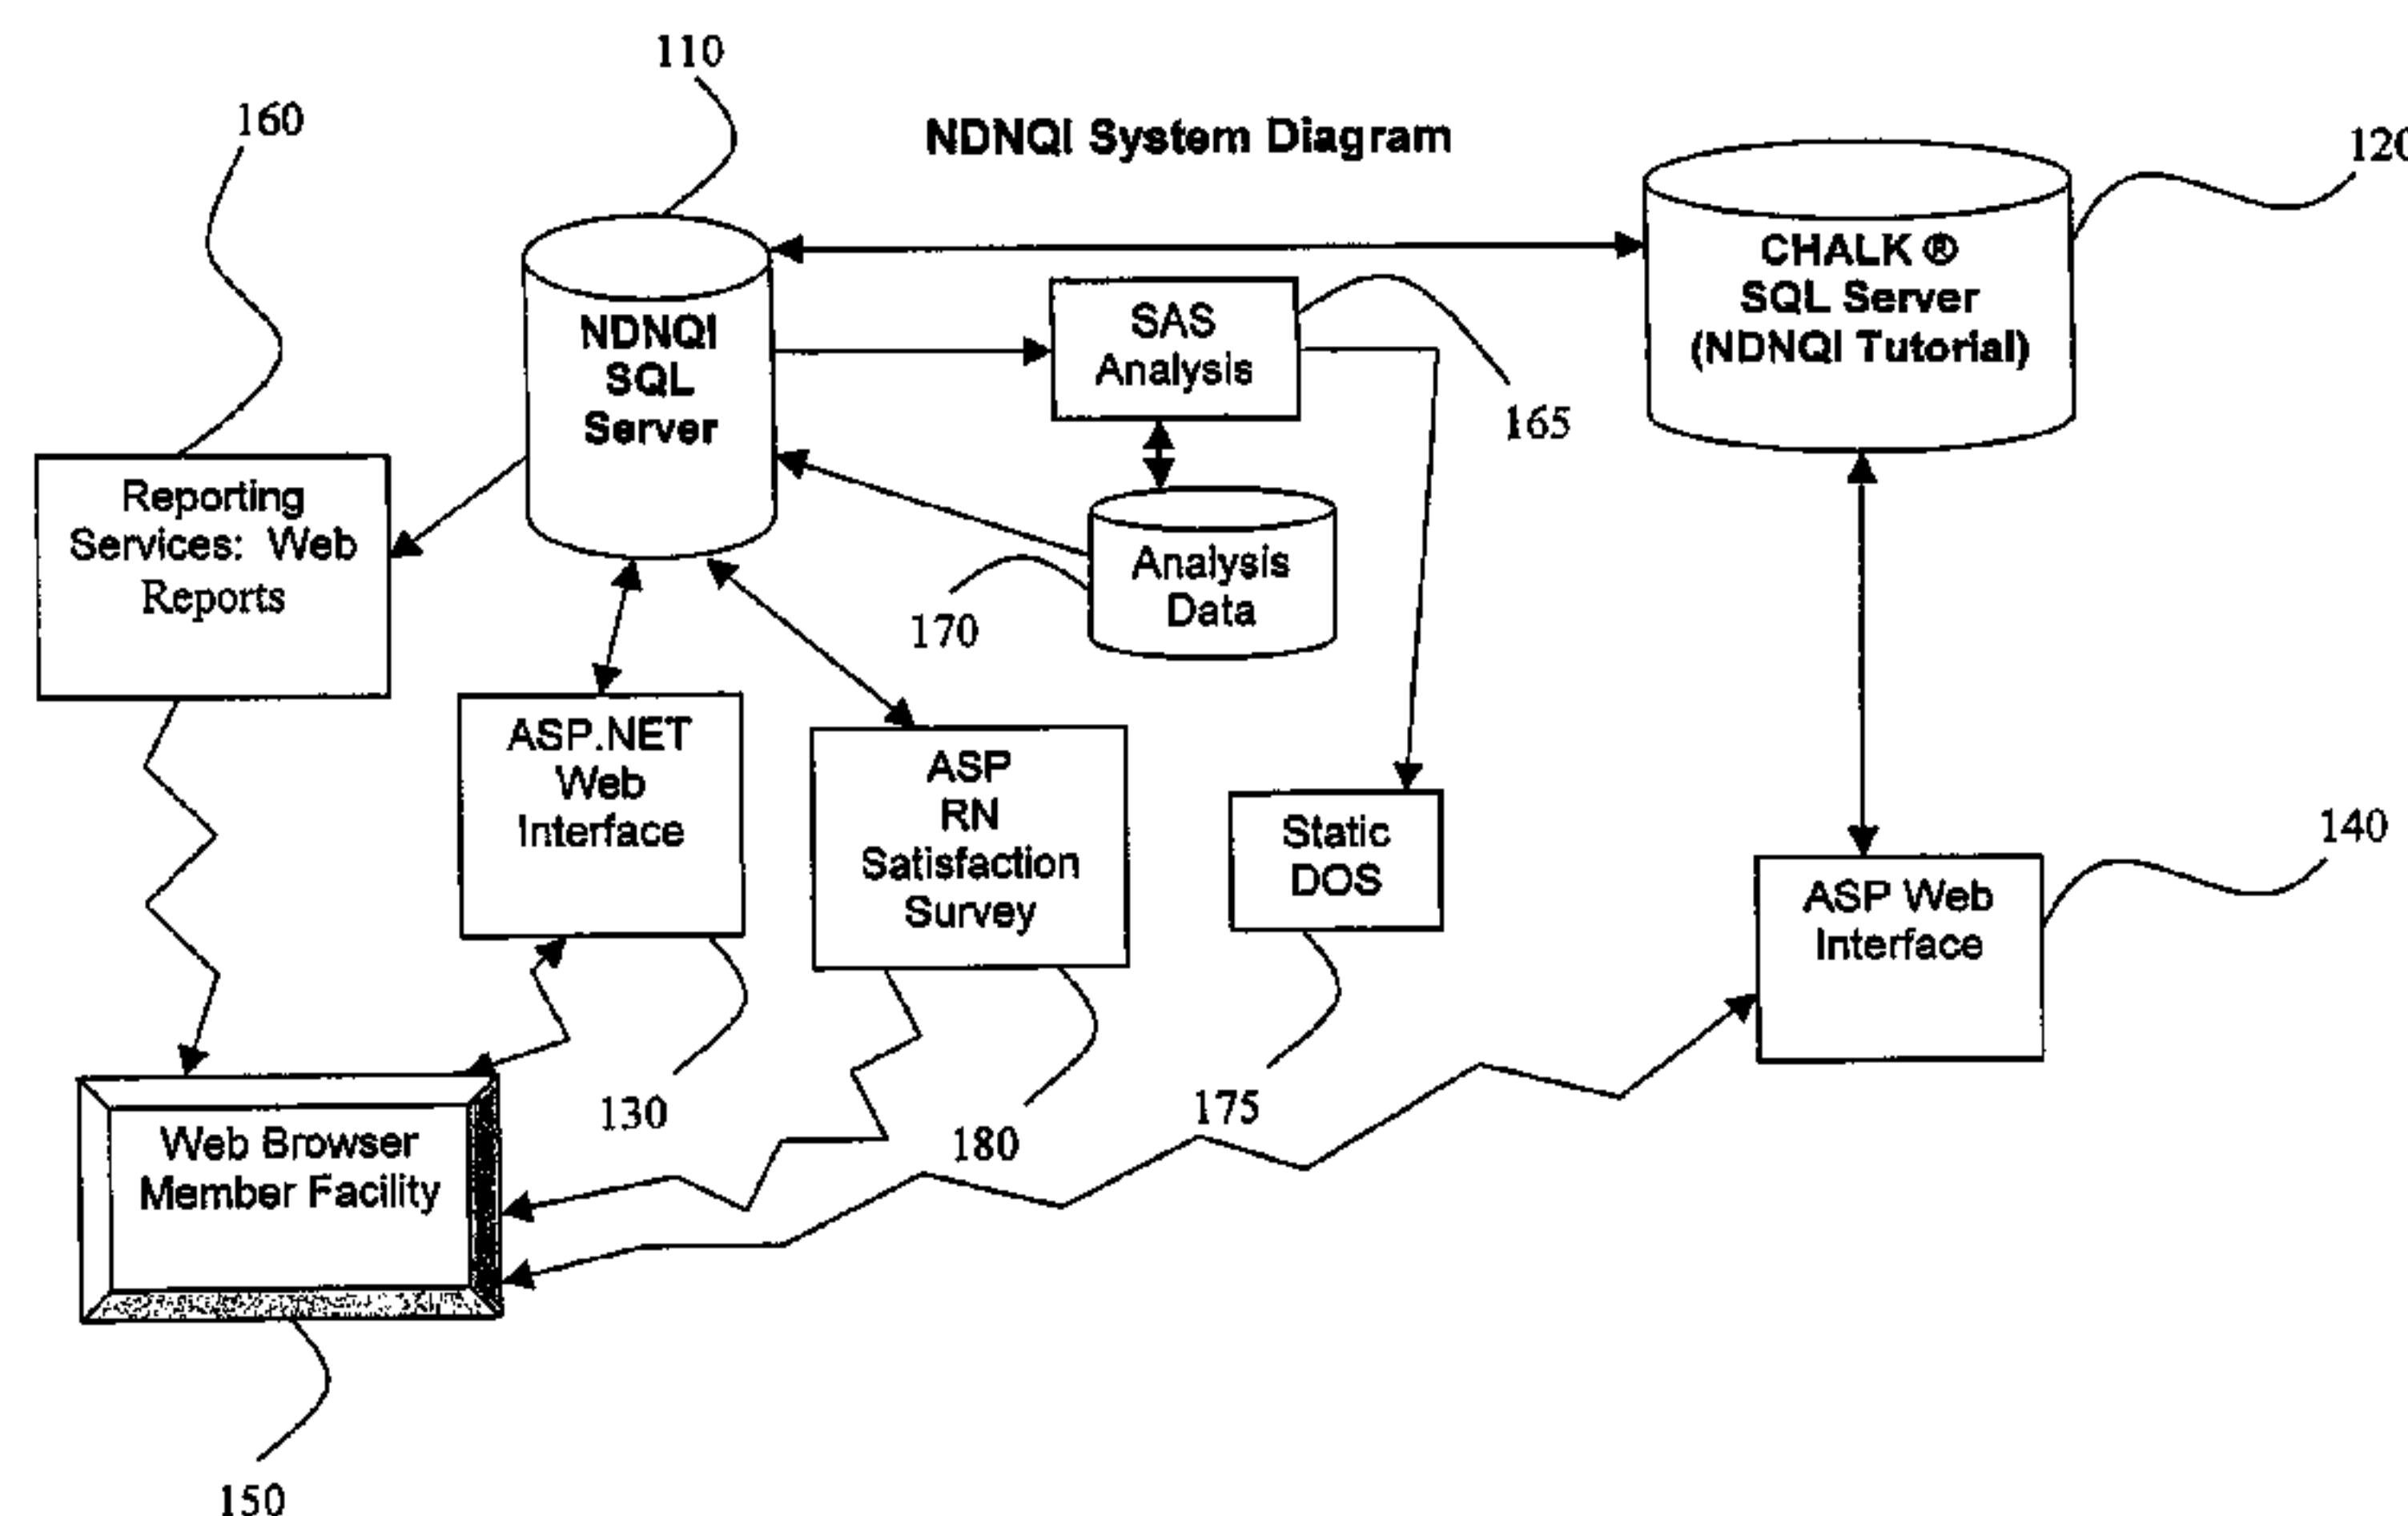 110
160
NDNQI System Diagram
120
CHALK ®
SQL Server
(NDNQI Tutorial)
NDNQI
SQL
Server
SAS
Analysis
165
Reporting
Services: Web
Reports
Analysis
Data
170
ASP.NET
Web
Interface
ASP
RN
Satisfaction
Survey
Static
DOS
140
ASP Web
Interface
130
180
175
Web Browser
Member Facility
150